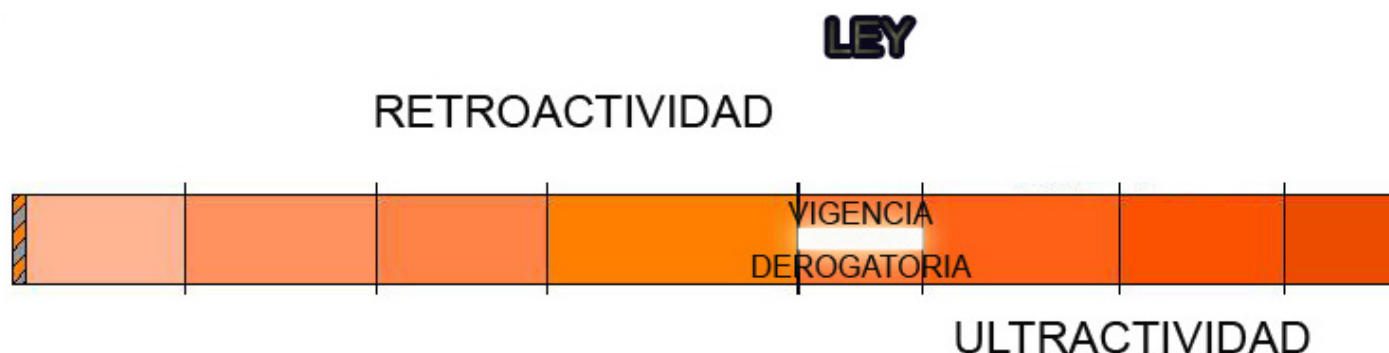 LEY
RETROACTIVIDAD
VIGENCIA
DEROGATORIA
ULTRACTIVIDAD